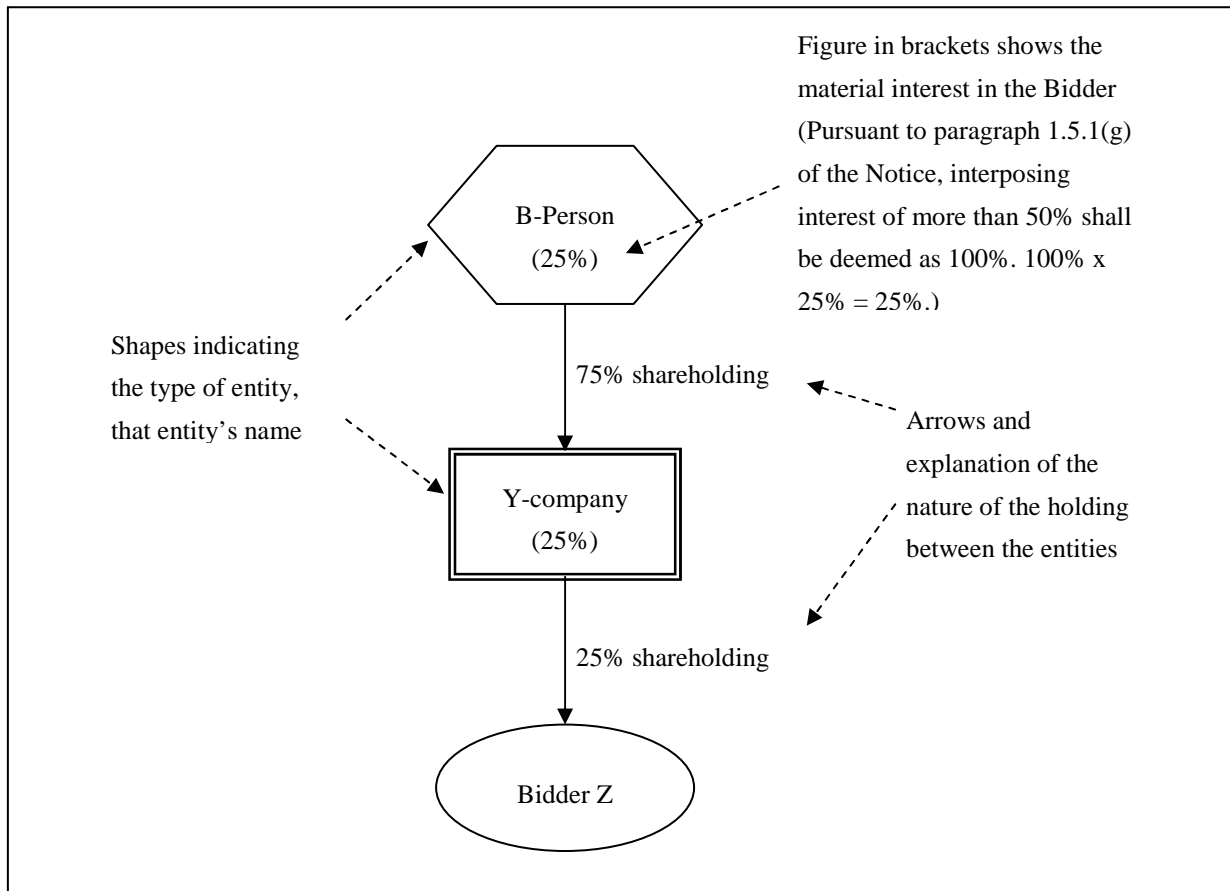 Figure in brackets shows the
material interest in the Bidder
(Pursuant to paragraph 1.5.1(g)
of the Notice, interposing
interest of more than 50% shall
be deemed as 100%. 100% x
25% = 25%.)
B-Person
(25%)
Shapes indicating
the type of entity,
that entity’s name
75% shareholding
Arrows and
explanation of the
nature of the holding
between the entities
Y-company
(25%)
25% shareholding
Bidder Z